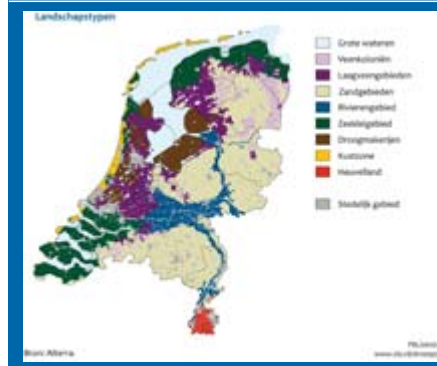 Landschapstypen
Grote wateren
Veenkoloniën
Laagveengebieden
Zandgebieden
Rivierengebied
Zeekleigebied
Droogmakerijen
Kustzone
Heuvelland
Stedelijk gebied
Bron: Alterra